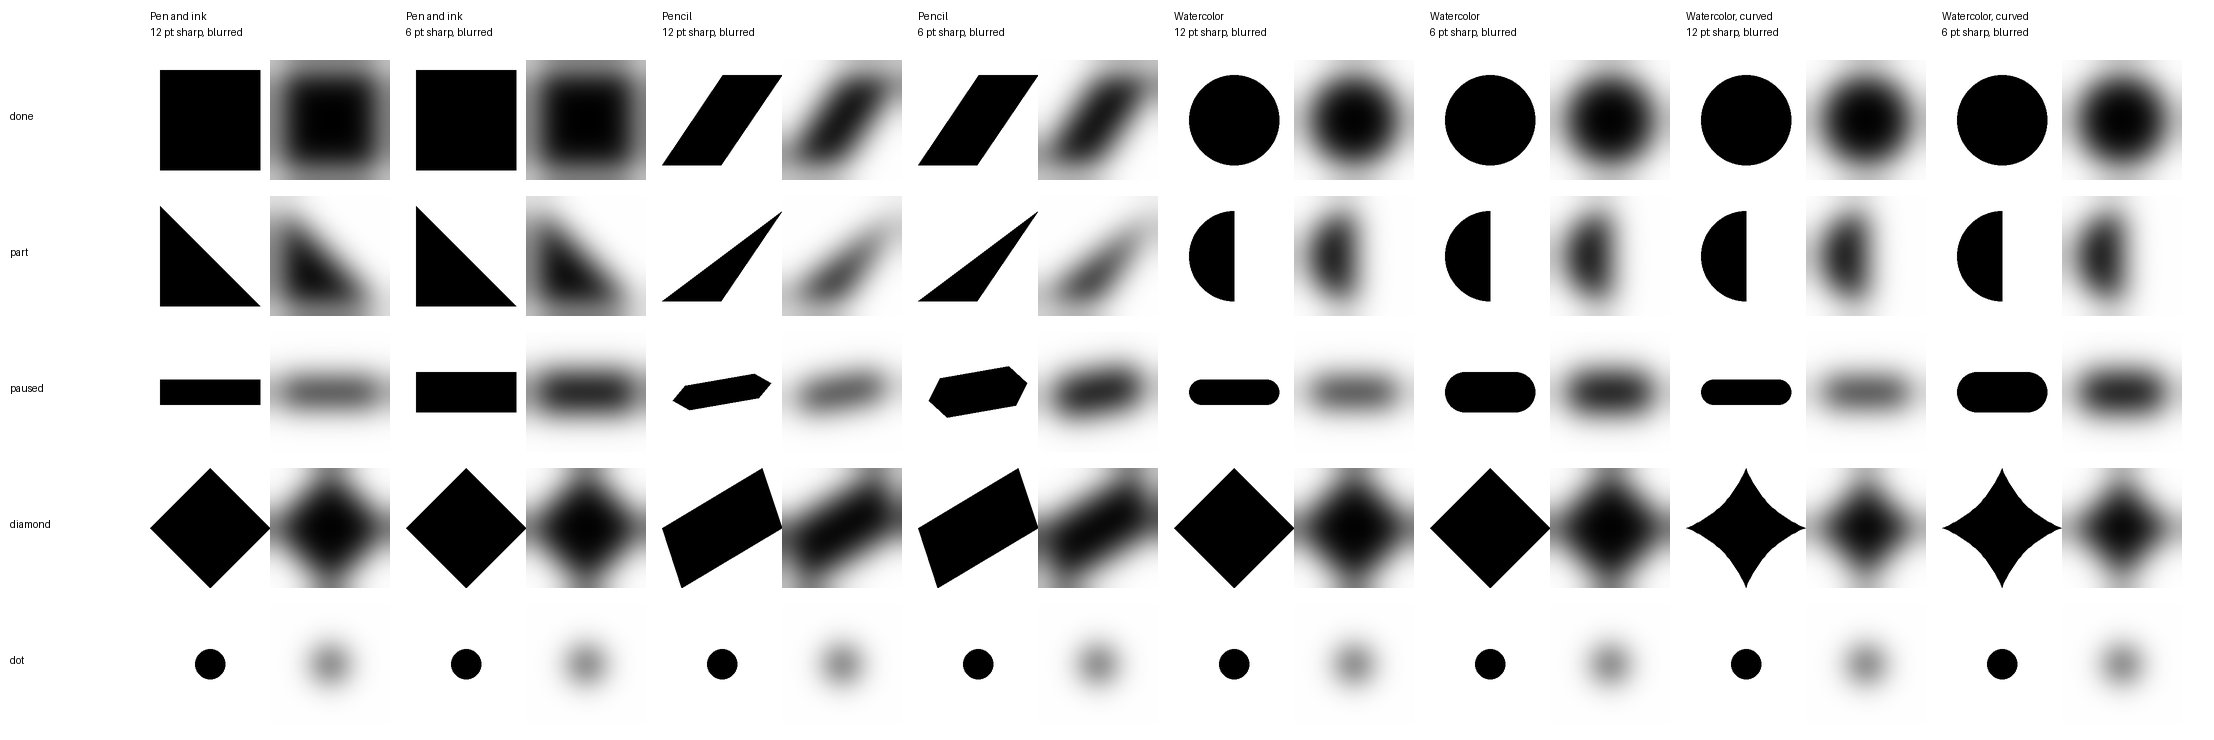 Pen and ink
12 pt sharp, blurred
Pen and ink
6 pt sharp, blurred
Pencil
12 pt sharp, blurred
Pencil
6 pt sharp, blurred
Watercolor
12 pt sharp, blurred
Watercolor
6 pt sharp, blurred
Watercolor, curved
12 pt sharp, blurred
Watercolor, curved
6 pt sharp, blurred
done
part
paused
diamond
dot